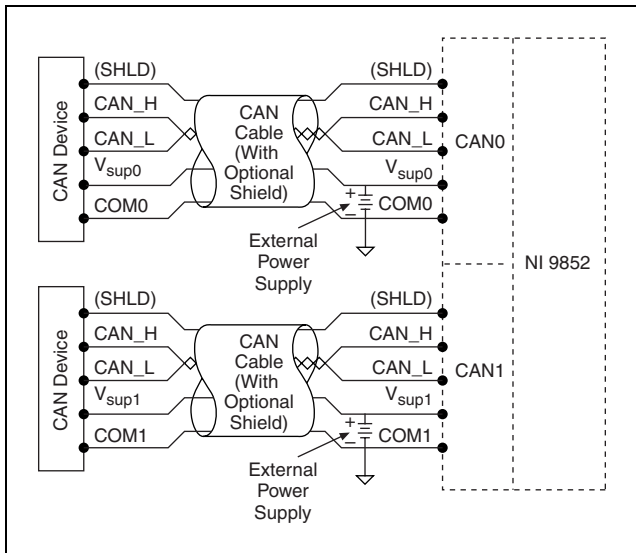 (SHLD)
CAN_H
CAN_L
Vsup0
COM0
CAN Device
CAN
Cable
(With
Optional
Shield)
(SHLD)
CAN_H
CAN_L
Vsup0
COM0
+
–
External
Power
Supply
CAN0
NI 9852
(SHLD)
CAN_H
CAN_L
Vsup1
COM1
CAN Device
CAN
Cable
(With
Optional
Shield)
(SHLD)
CAN_H
CAN_L
Vsup1
COM1
+
–
External
Power
Supply
CAN1